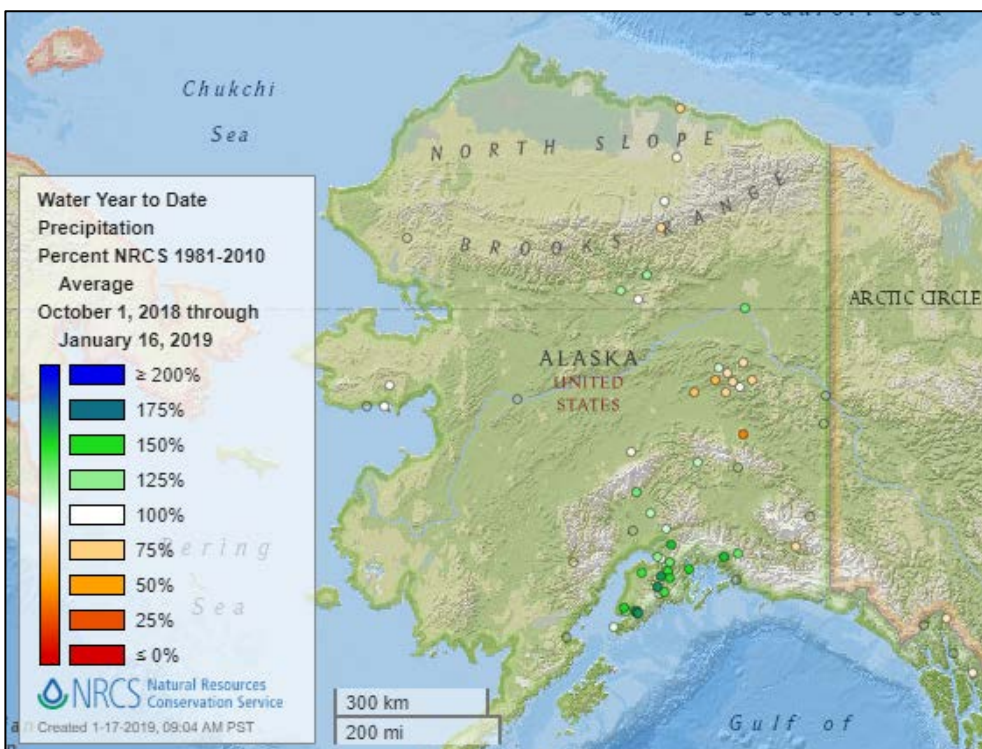 Beaufort Sea
Chukchi
Sea
NORTH SLOPE
BROOKS RANGE
ARCTIC CIRCLE
ALASKA
UNITED
STATES
Bering
Sea
Gulf of
Water Year to Date
Precipitation
Percent NRCS 1981-2010
Average
October 1, 2018 through
January 16, 2019
≥ 200%
175%
150%
125%
100%
75%
50%
25%
≤ 0%
NRCS Natural Resources
Conservation Service
Created 1-17-2019, 09:04 AM PST
300 km
200 mi